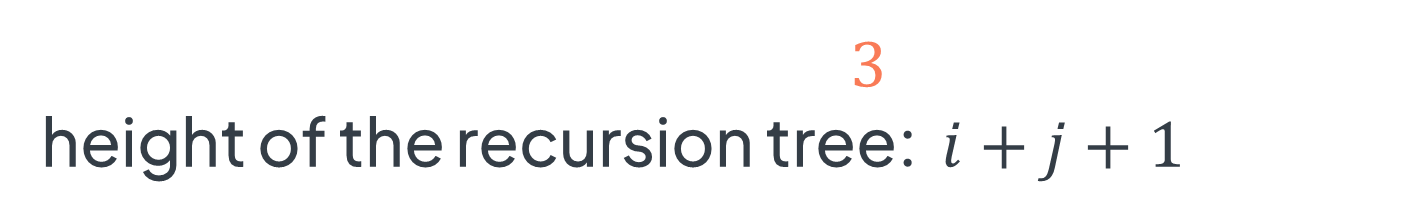 3
height of the recursion tree: i + j + 1